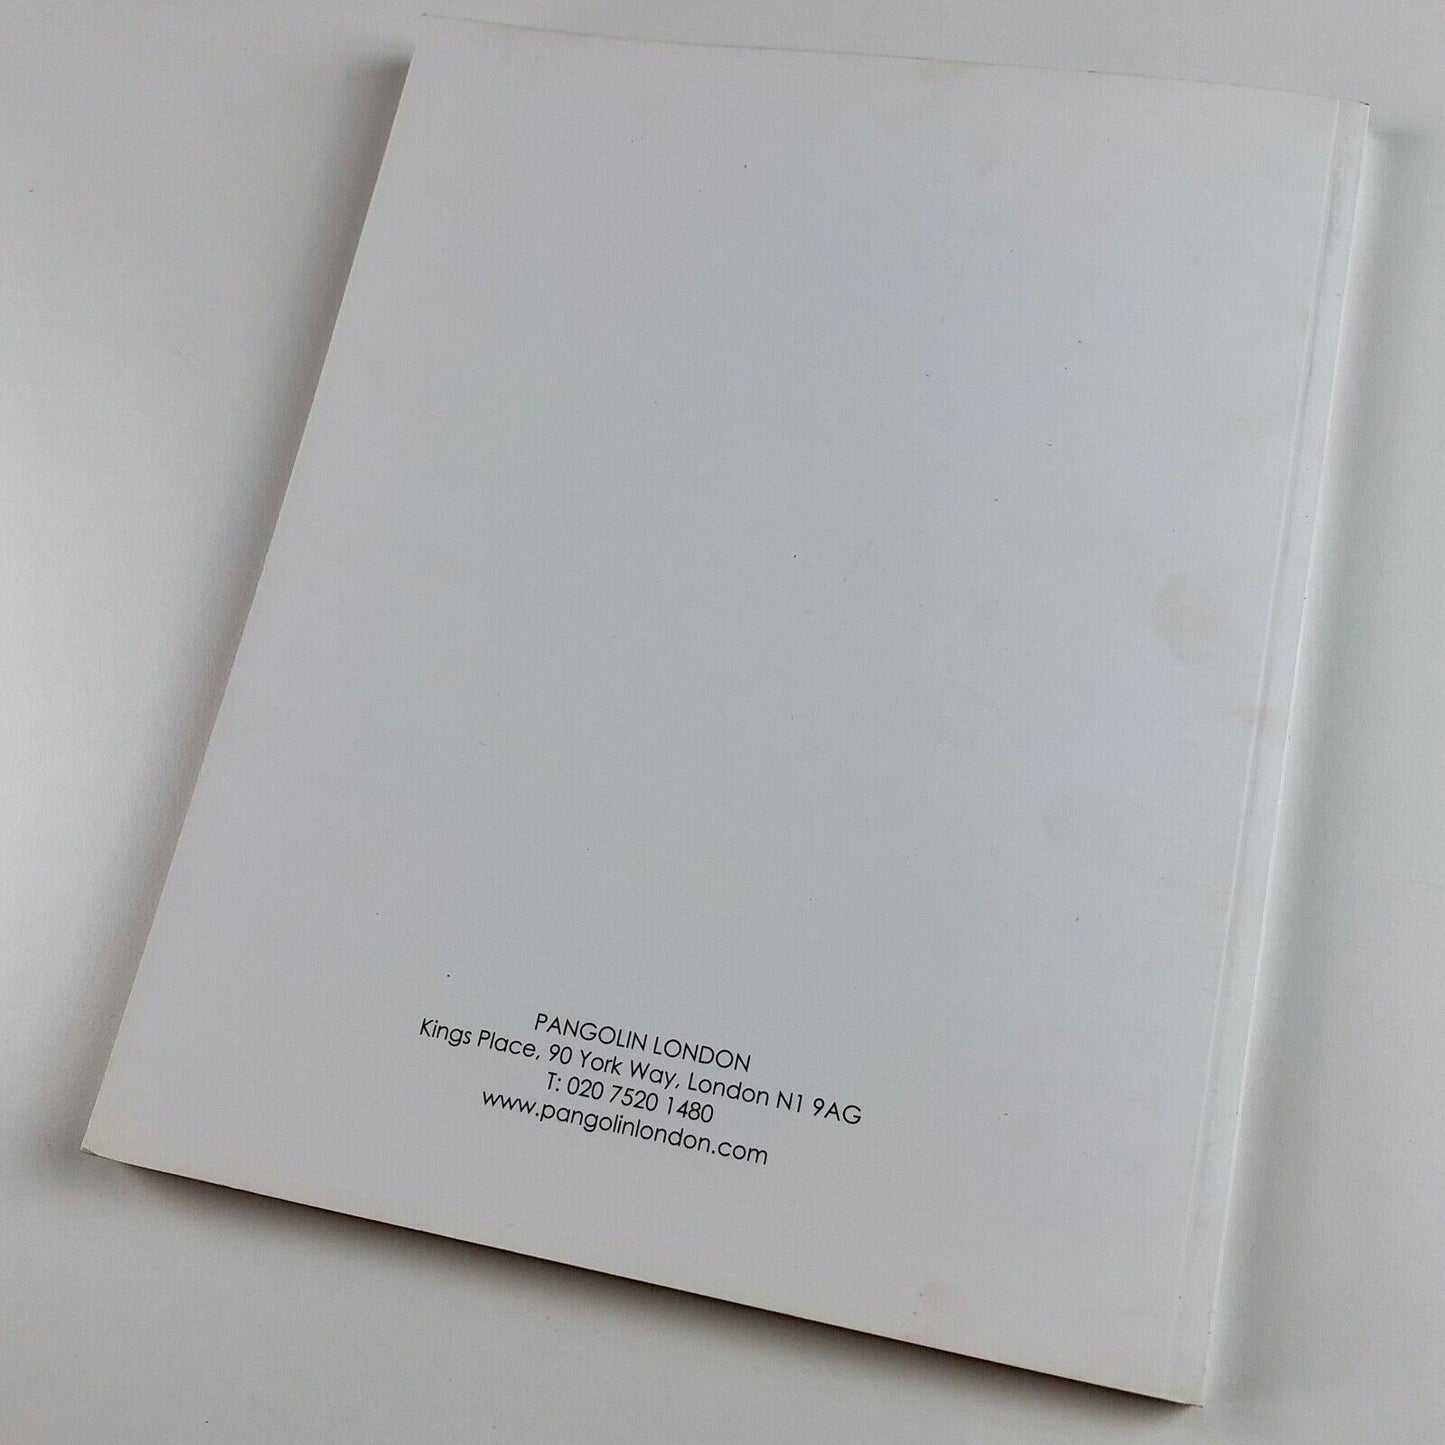 PANGOLIN LONDON
Kings Place, 90 York Way, London N1 9AG
T: 020 7520 1480
www.pangolinlondon.com